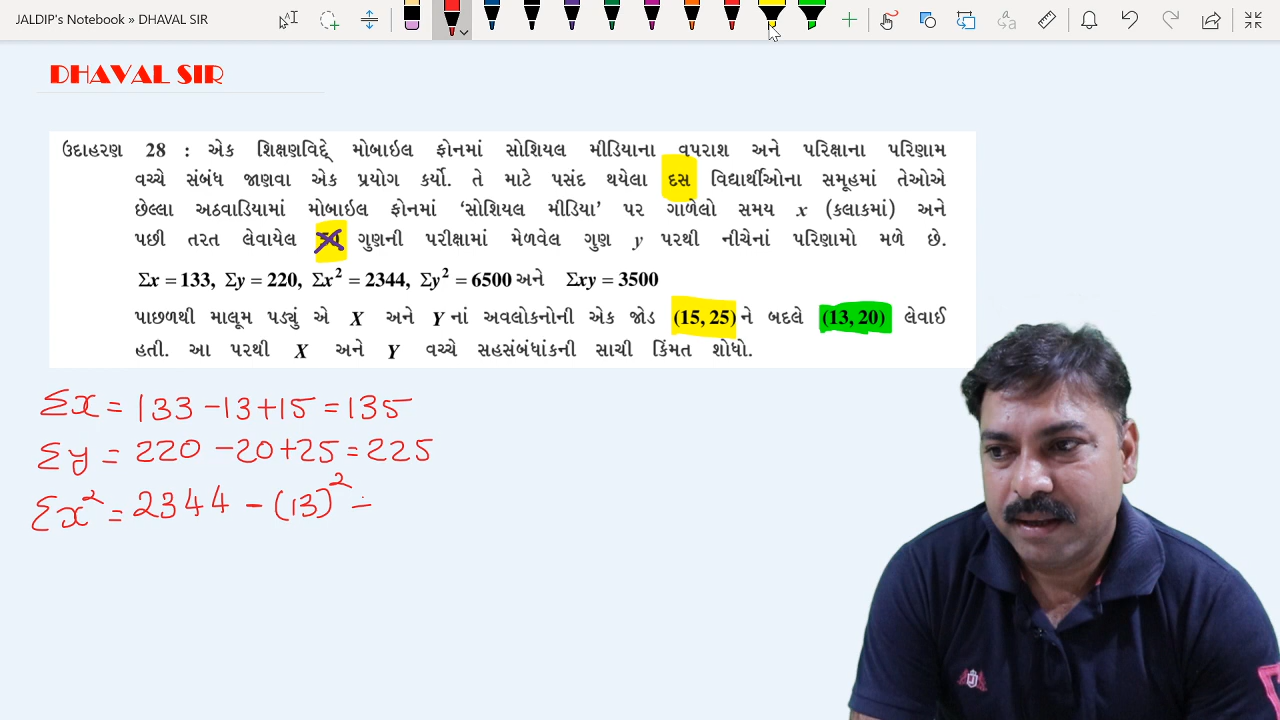 JALDIP's Notebook » DHAVAL SIR
DHAVAL SIR
ઉદાહરણ 28 : એક શિક્ષણવિદ્દે મોબાઇલ ફોનમાં સોશિયલ મીડિયાના વપરાશ અને પરિક્ષાના પરિણામ
વચ્ચે સંબંધ જાણવા એક પ્રયોગ કર્યો. તે માટે પસંદ થયેલા દસ વિદ્યાર્થીઓના સમૂહમાં તેઓએ
છેલ્લા અઠવાડિયામાં મોબાઇલ ફોનમાં ‘સોશિયલ મીડિયા’ પર ગાળેલો સમય x (કલાકમાં) અને
પછી તરત લેવાયેલ ગુણની પરીક્ષામાં મેળવેલ ગુણ y પરથી નીચેનાં પરિણામો મળે છે.
Σx = 133, Σy = 220, Σx² = 2344, Σy² = 6500 અને Σxy = 3500
પાછળથી માલૂમ પડ્યું એ X અને Y નાં અવલોકનોની એક જોડ (15, 25) ને બદલે (13, 20) લેવાઈ
હતી. આ પરથી X અને Y વચ્ચે સહસંબંધાંકની સાચી કિંમત શોધો.
Σx = 133 - 13 + 15 = 135
Σy = 220 - 20 + 25 = 225
Σx² = 2344 - (13)² -